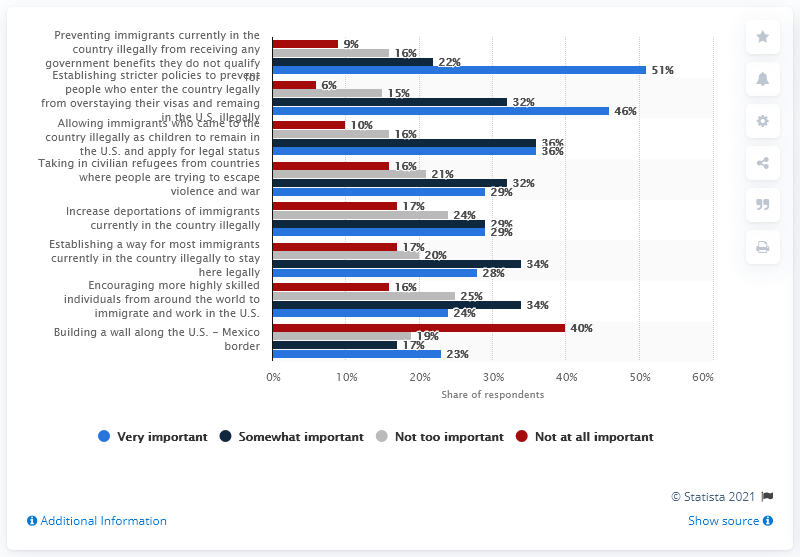 Preventing immigrants currently in the
country illegally from receiving any
government benefits they do not qualify
for
9%
16%
22%
51%
Establishing stricter policies to prevent
people who enter the country legally
from overstaying their visas and remaing
in the U.S. illegally
6%
15%
32%
46%
Allowing immigrants who came to the
country illegally as children to remain in
the U.S. and apply for legal status
10%
16%
36%
36%
Taking in civilian refugees from countries
where people are trying to escape
violence and war
16%
21%
32%
29%
Increase deportations of immigrants
currently in the country illegally
17%
24%
29%
29%
Establishing a way for most immigrants
currently in the country illegally to stay
here legally
17%
20%
34%
28%
Encouraging more highly skilled
individuals from around the world to
immigrate and work in the U.S.
16%
25%
34%
24%
Building a wall along the U.S. - Mexico
border
40%
19%
17%
23%
0% 10% 20% 30% 40% 50% 60%
Share of respondents
Very important Somewhat important Not too important Not at all important
© Statista 2021
Additional Information
Show source